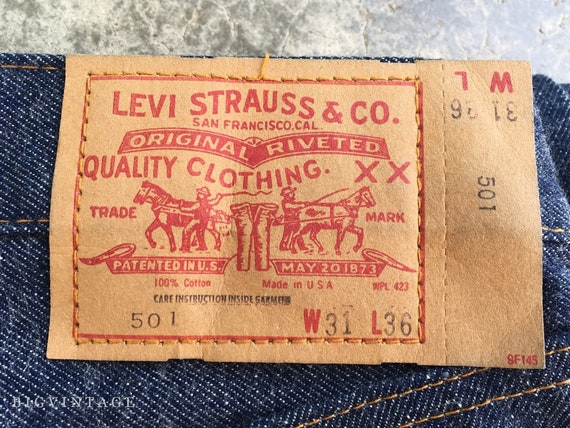 LEVI STRAUSS & CO.
SAN FRANCISCO.CAL.
ORIGINAL RIVETED
QUALITY CLOTHING. XX
TRADE MARK
PATENTED IN U.S. MAY 20 1873
100% Cotton Made in U S A WPL 423
CARE INSTRUCTION INSIDE GARMEN
501 W31 L36
W L
31 36
501
SF145
BIGVINTAGE